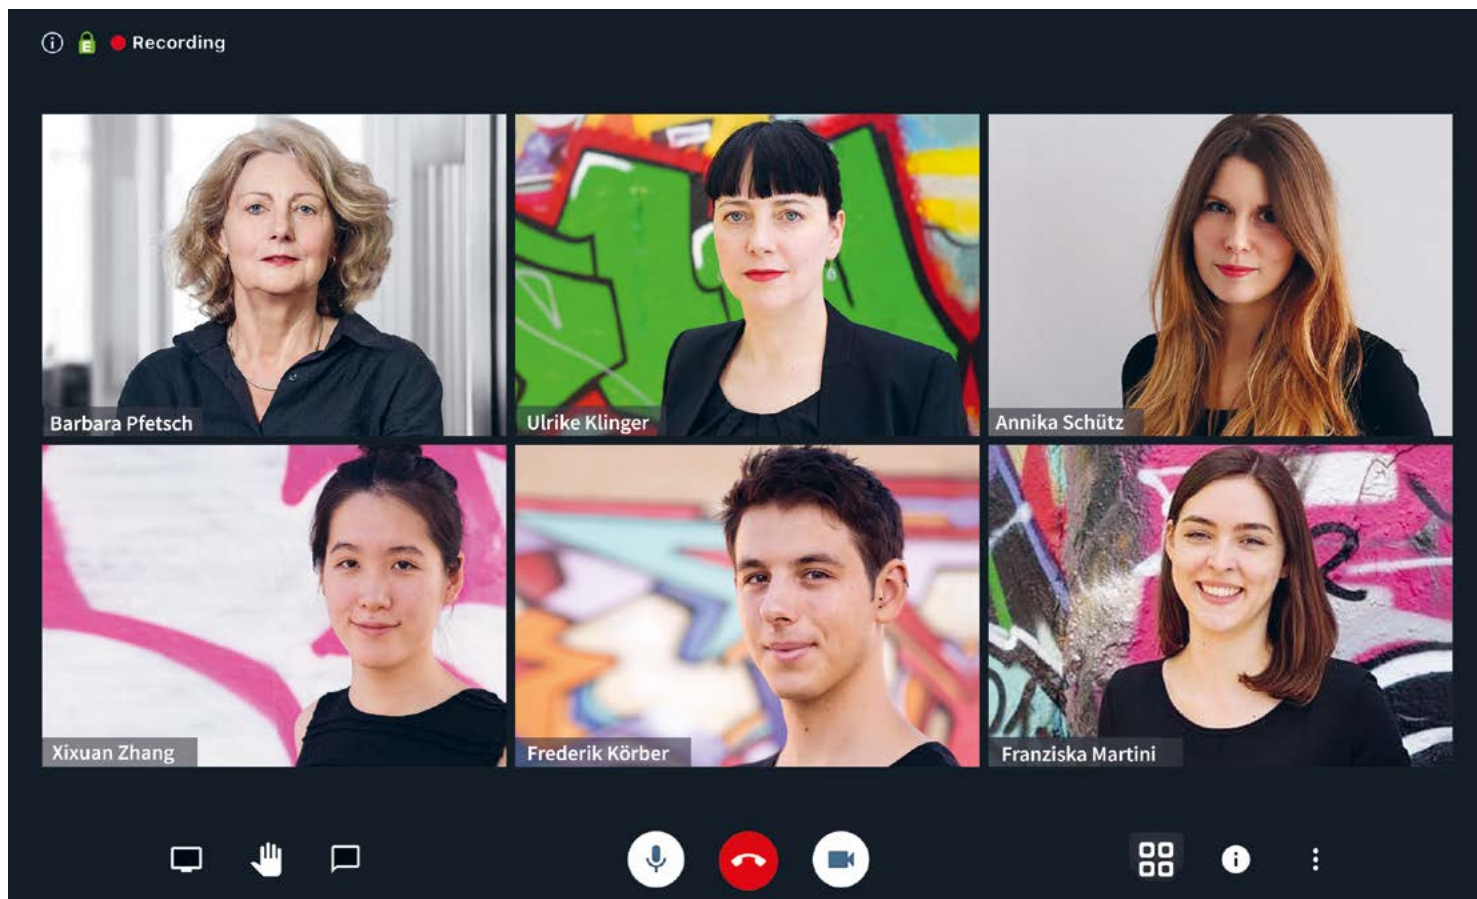 E
Recording
Barbara Pfetsch
Ulrike Klinger
Annika Schütz
Xixuan Zhang
Frederik Körber
Franziska Martini